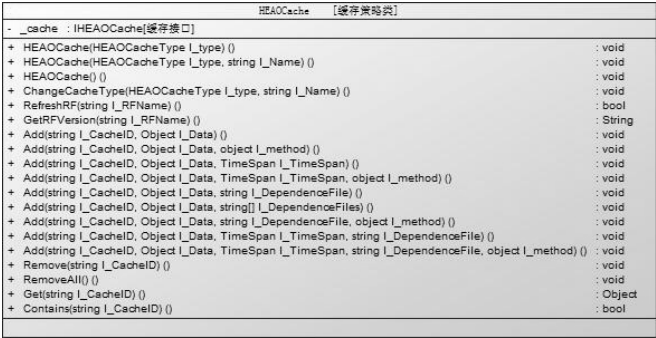 HEAOCache [缓存策略类]
- _cache : IHEAOCache[缓存接口]
+ HEAOCache(HEAOCacheType I_type) () : void
+ HEAOCache(HEAOCacheType I_type, string I_Name) () : void
+ HEAOCache() () : void
+ ChangeCacheType(HEAOCacheType I_type, string I_Name) () : void
+ RefreshRF(string I_RFName) () : bool
+ GetRFVersion(string I_RFName) () : String
+ Add(string I_CacheID, Object I_Data) () : void
+ Add(string I_CacheID, Object I_Data, object I_method) () : void
+ Add(string I_CacheID, Object I_Data, TimeSpan I_TimeSpan) () : void
+ Add(string I_CacheID, Object I_Data, TimeSpan I_TimeSpan, object I_method) () : void
+ Add(string I_CacheID, Object I_Data, string I_DependenceFile) () : void
+ Add(string I_CacheID, Object I_Data, string[] I_DependenceFiles) () : void
+ Add(string I_CacheID, Object I_Data, string I_DependenceFile, object I_method) () : void
+ Add(string I_CacheID, Object I_Data, TimeSpan I_TimeSpan, string I_DependenceFile) () : void
+ Add(string I_CacheID, Object I_Data, TimeSpan I_TimeSpan, string I_DependenceFile, object I_method) () : void
+ Remove(string I_CacheID) () : void
+ RemoveAll() () : void
+ Get(string I_CacheID) () : Object
+ Contains(string I_CacheID) () : bool